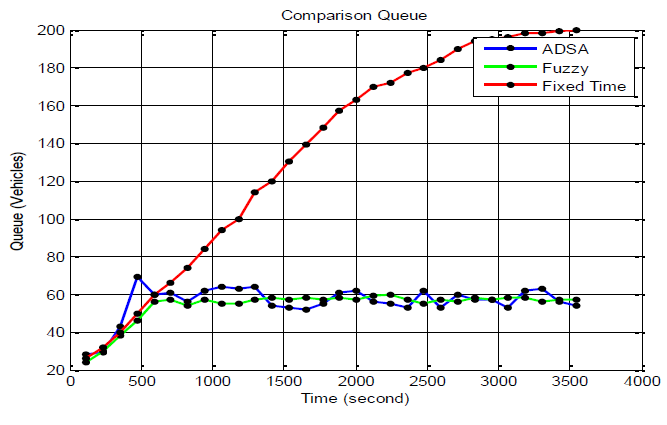 Comparison Queue
Queue (Vehicles)
200
180
160
140
120
100
80
60
40
20
ADSA
Fuzzy
Fixed Time
0 500 1000 1500 2000 2500 3000 3500 4000
Time (second)